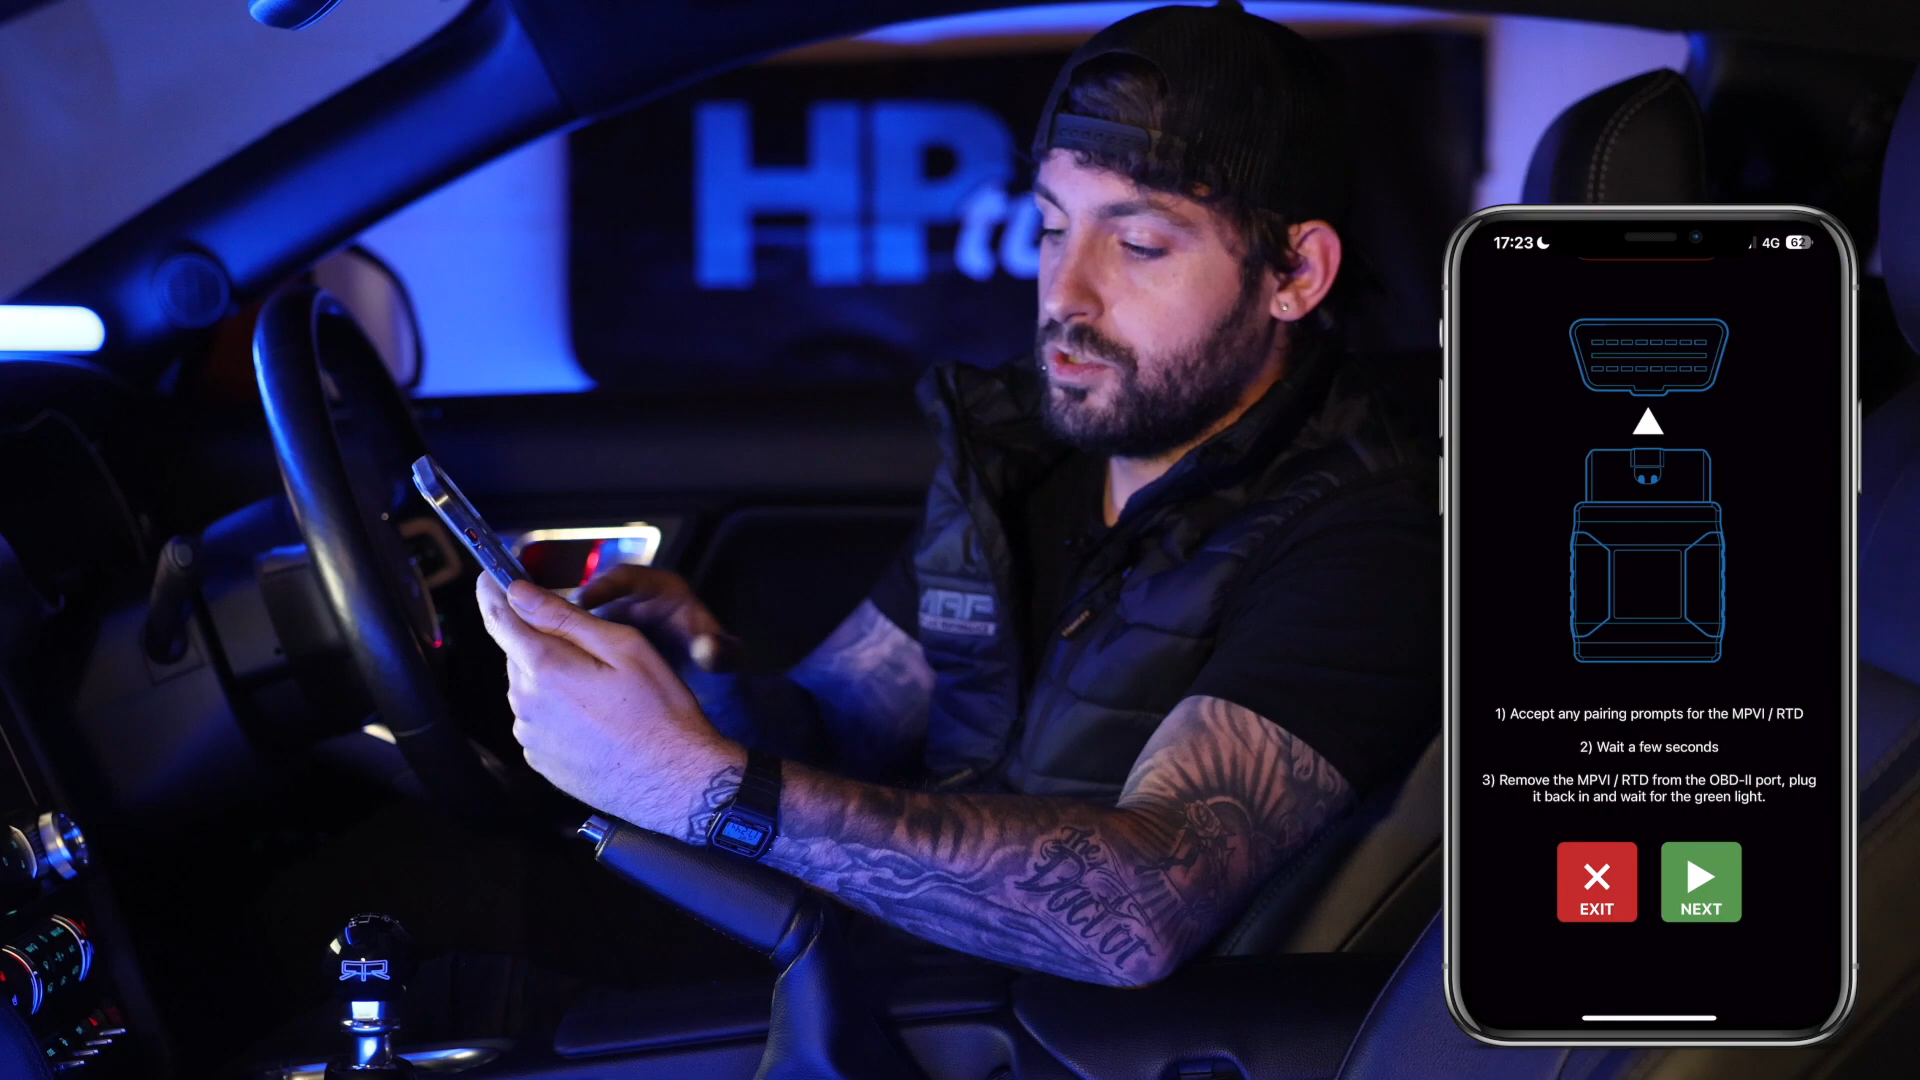 HP
tu
17:23
4G
62
1) Accept any pairing prompts for the MPVI / RTD
2) Wait a few seconds
3) Remove the MPVI / RTD from the OBD-II port, plug
it back in and wait for the green light.
EXIT
NEXT
The
Doctor
RTR